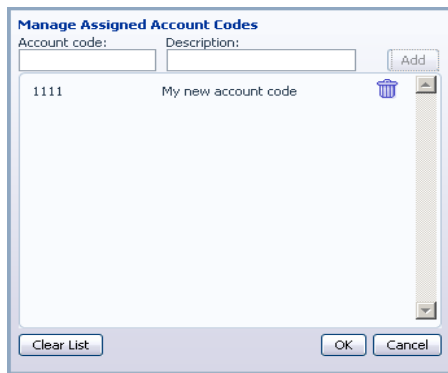 Manage Assigned Account Codes
Account code: Description:
Add
1111 My new account code
Clear List OK Cancel